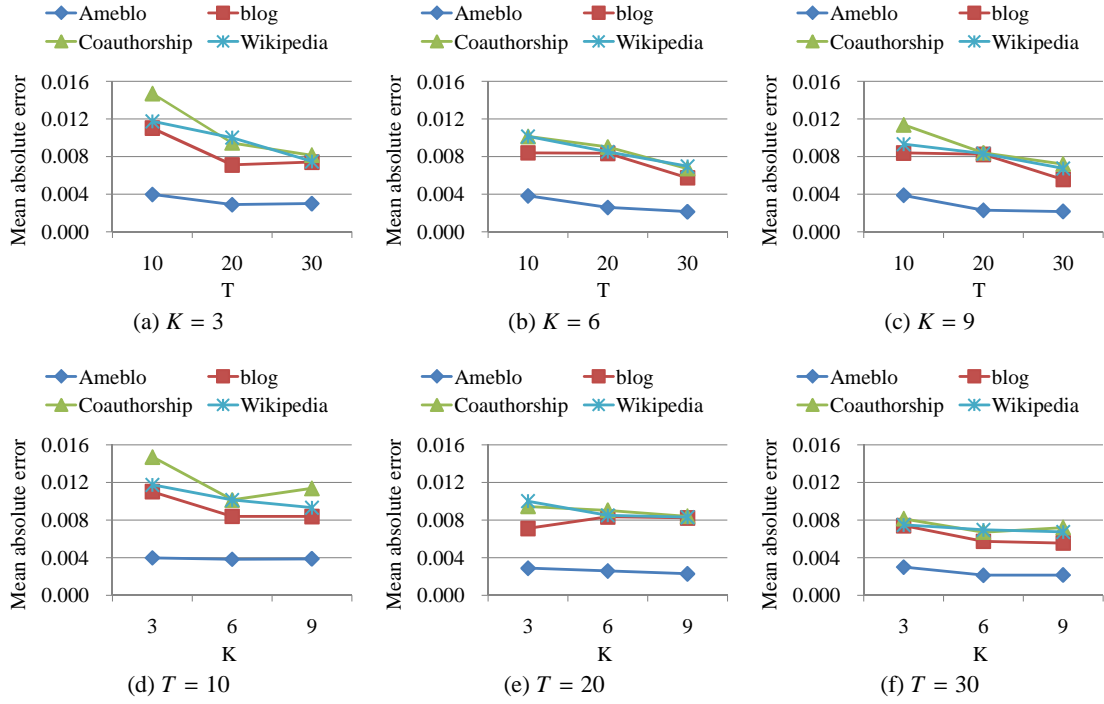 Ameblo blog
Coauthorship Wikipedia
Mean absolute error
0.016
0.012
0.008
0.004
0.000
10 20 30
T
(a) K = 3
Ameblo blog
Coauthorship Wikipedia
Mean absolute error
0.016
0.012
0.008
0.004
0.000
10 20 30
T
(b) K = 6
Ameblo blog
Coauthorship Wikipedia
Mean absolute error
0.016
0.012
0.008
0.004
0.000
10 20 30
T
(c) K = 9
Ameblo blog
Coauthorship Wikipedia
Mean absolute error
0.016
0.012
0.008
0.004
0.000
3 6 9
K
(d) T = 10
Ameblo blog
Coauthorship Wikipedia
Mean absolute error
0.016
0.012
0.008
0.004
0.000
3 6 9
K
(e) T = 20
Ameblo blog
Coauthorship Wikipedia
Mean absolute error
0.016
0.012
0.008
0.004
0.000
3 6 9
K
(f) T = 30